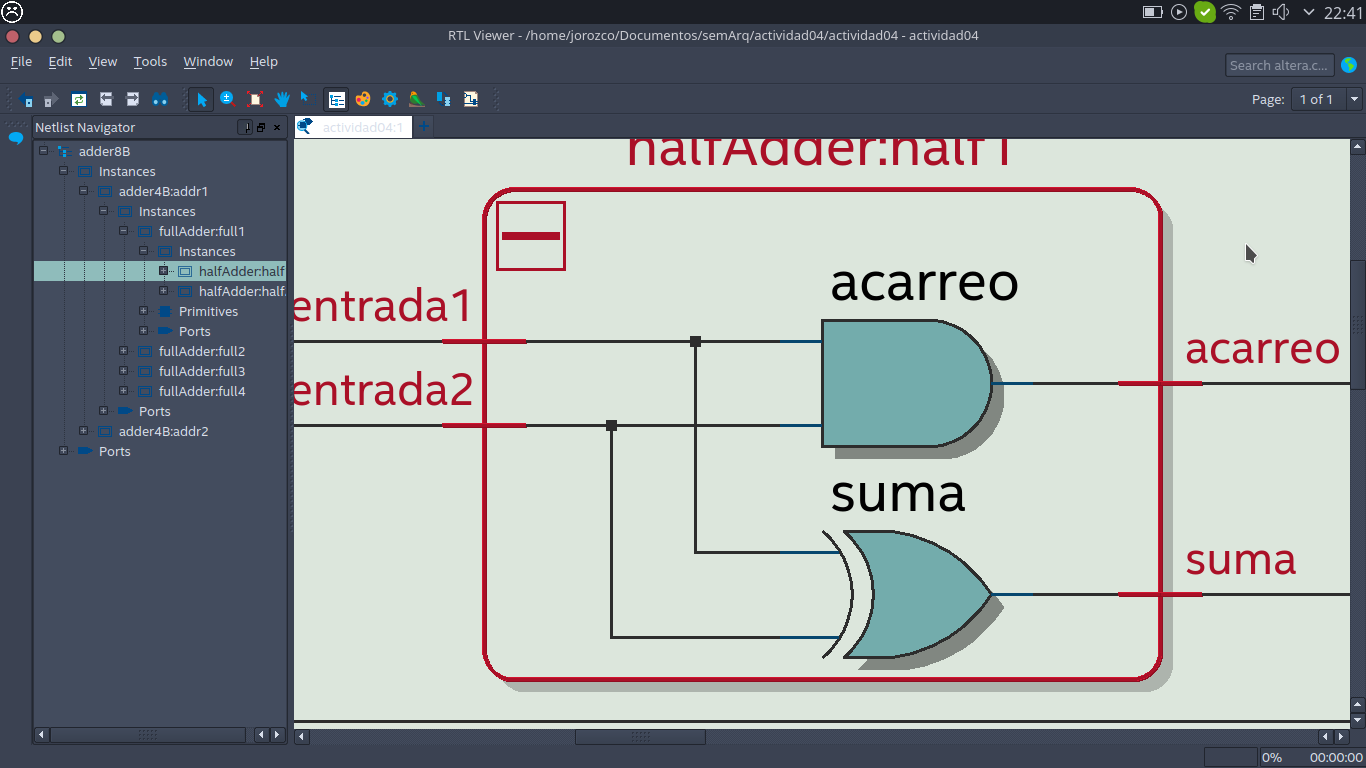 22:41
RTL Viewer - /home/jorozco/Documentos/semArq/actividad04/actividad04 - actividad04
File Edit View Tools Window Help
Search altera.c...
Page: 1 of 1
Netlist Navigator
actividad04:1
adder8B
Instances
adder4B:addr1
Instances
fullAdder:full1
Instances
halfAdder:half
halfAdder:half
Primitives
Ports
fullAdder:full2
fullAdder:full3
fullAdder:full4
Ports
adder4B:addr2
Ports
halfAdder:half1
acarreo
entrada1
acarreo
entrada2
suma
suma
0% 00:00:00